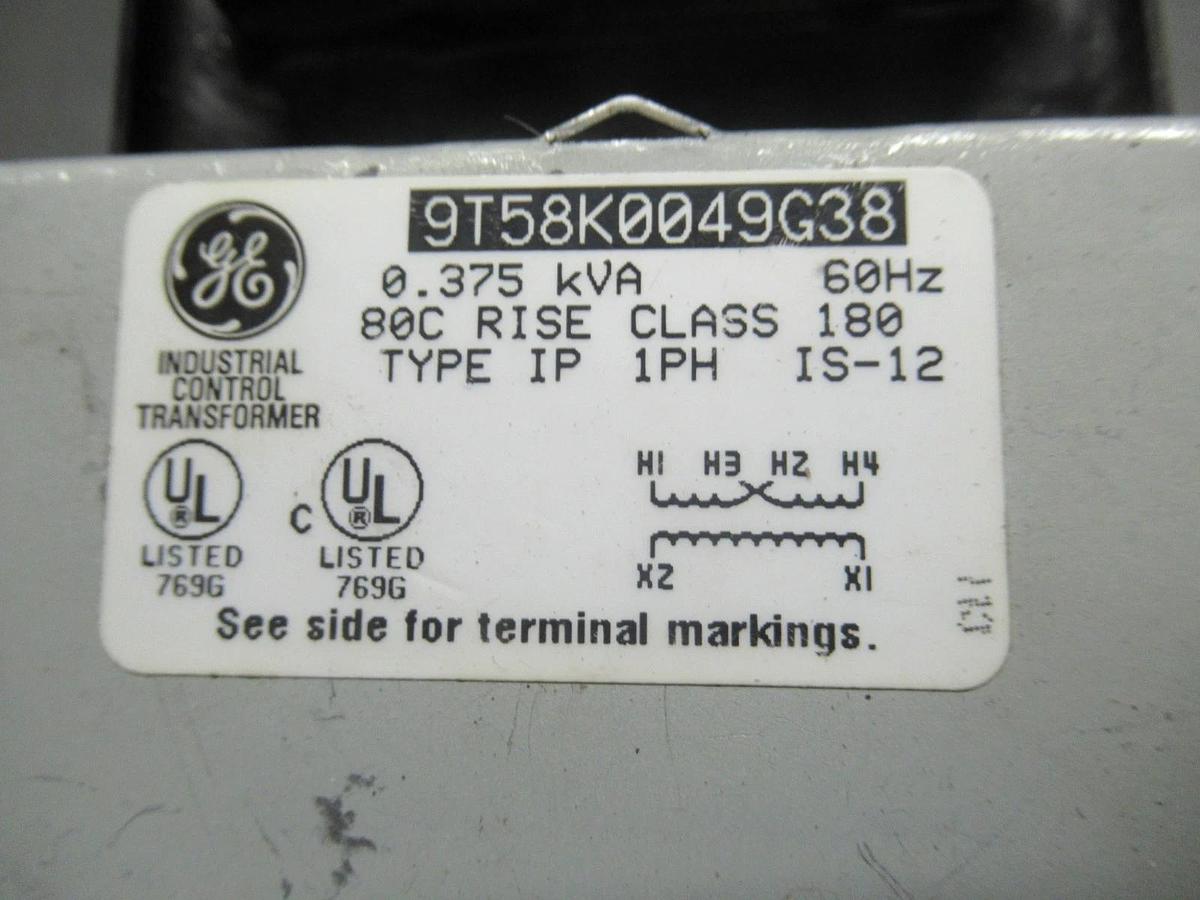 9T58K0049G38
GE
0.375 kVA 60Hz
80C RISE CLASS 180
TYPE IP 1PH IS-12
INDUSTRIAL
CONTROL
TRANSFORMER
H1 H3 H2 H4
UL ® C UL ®
LISTED LISTED
769G 769G
X2 X1
See side for terminal markings.